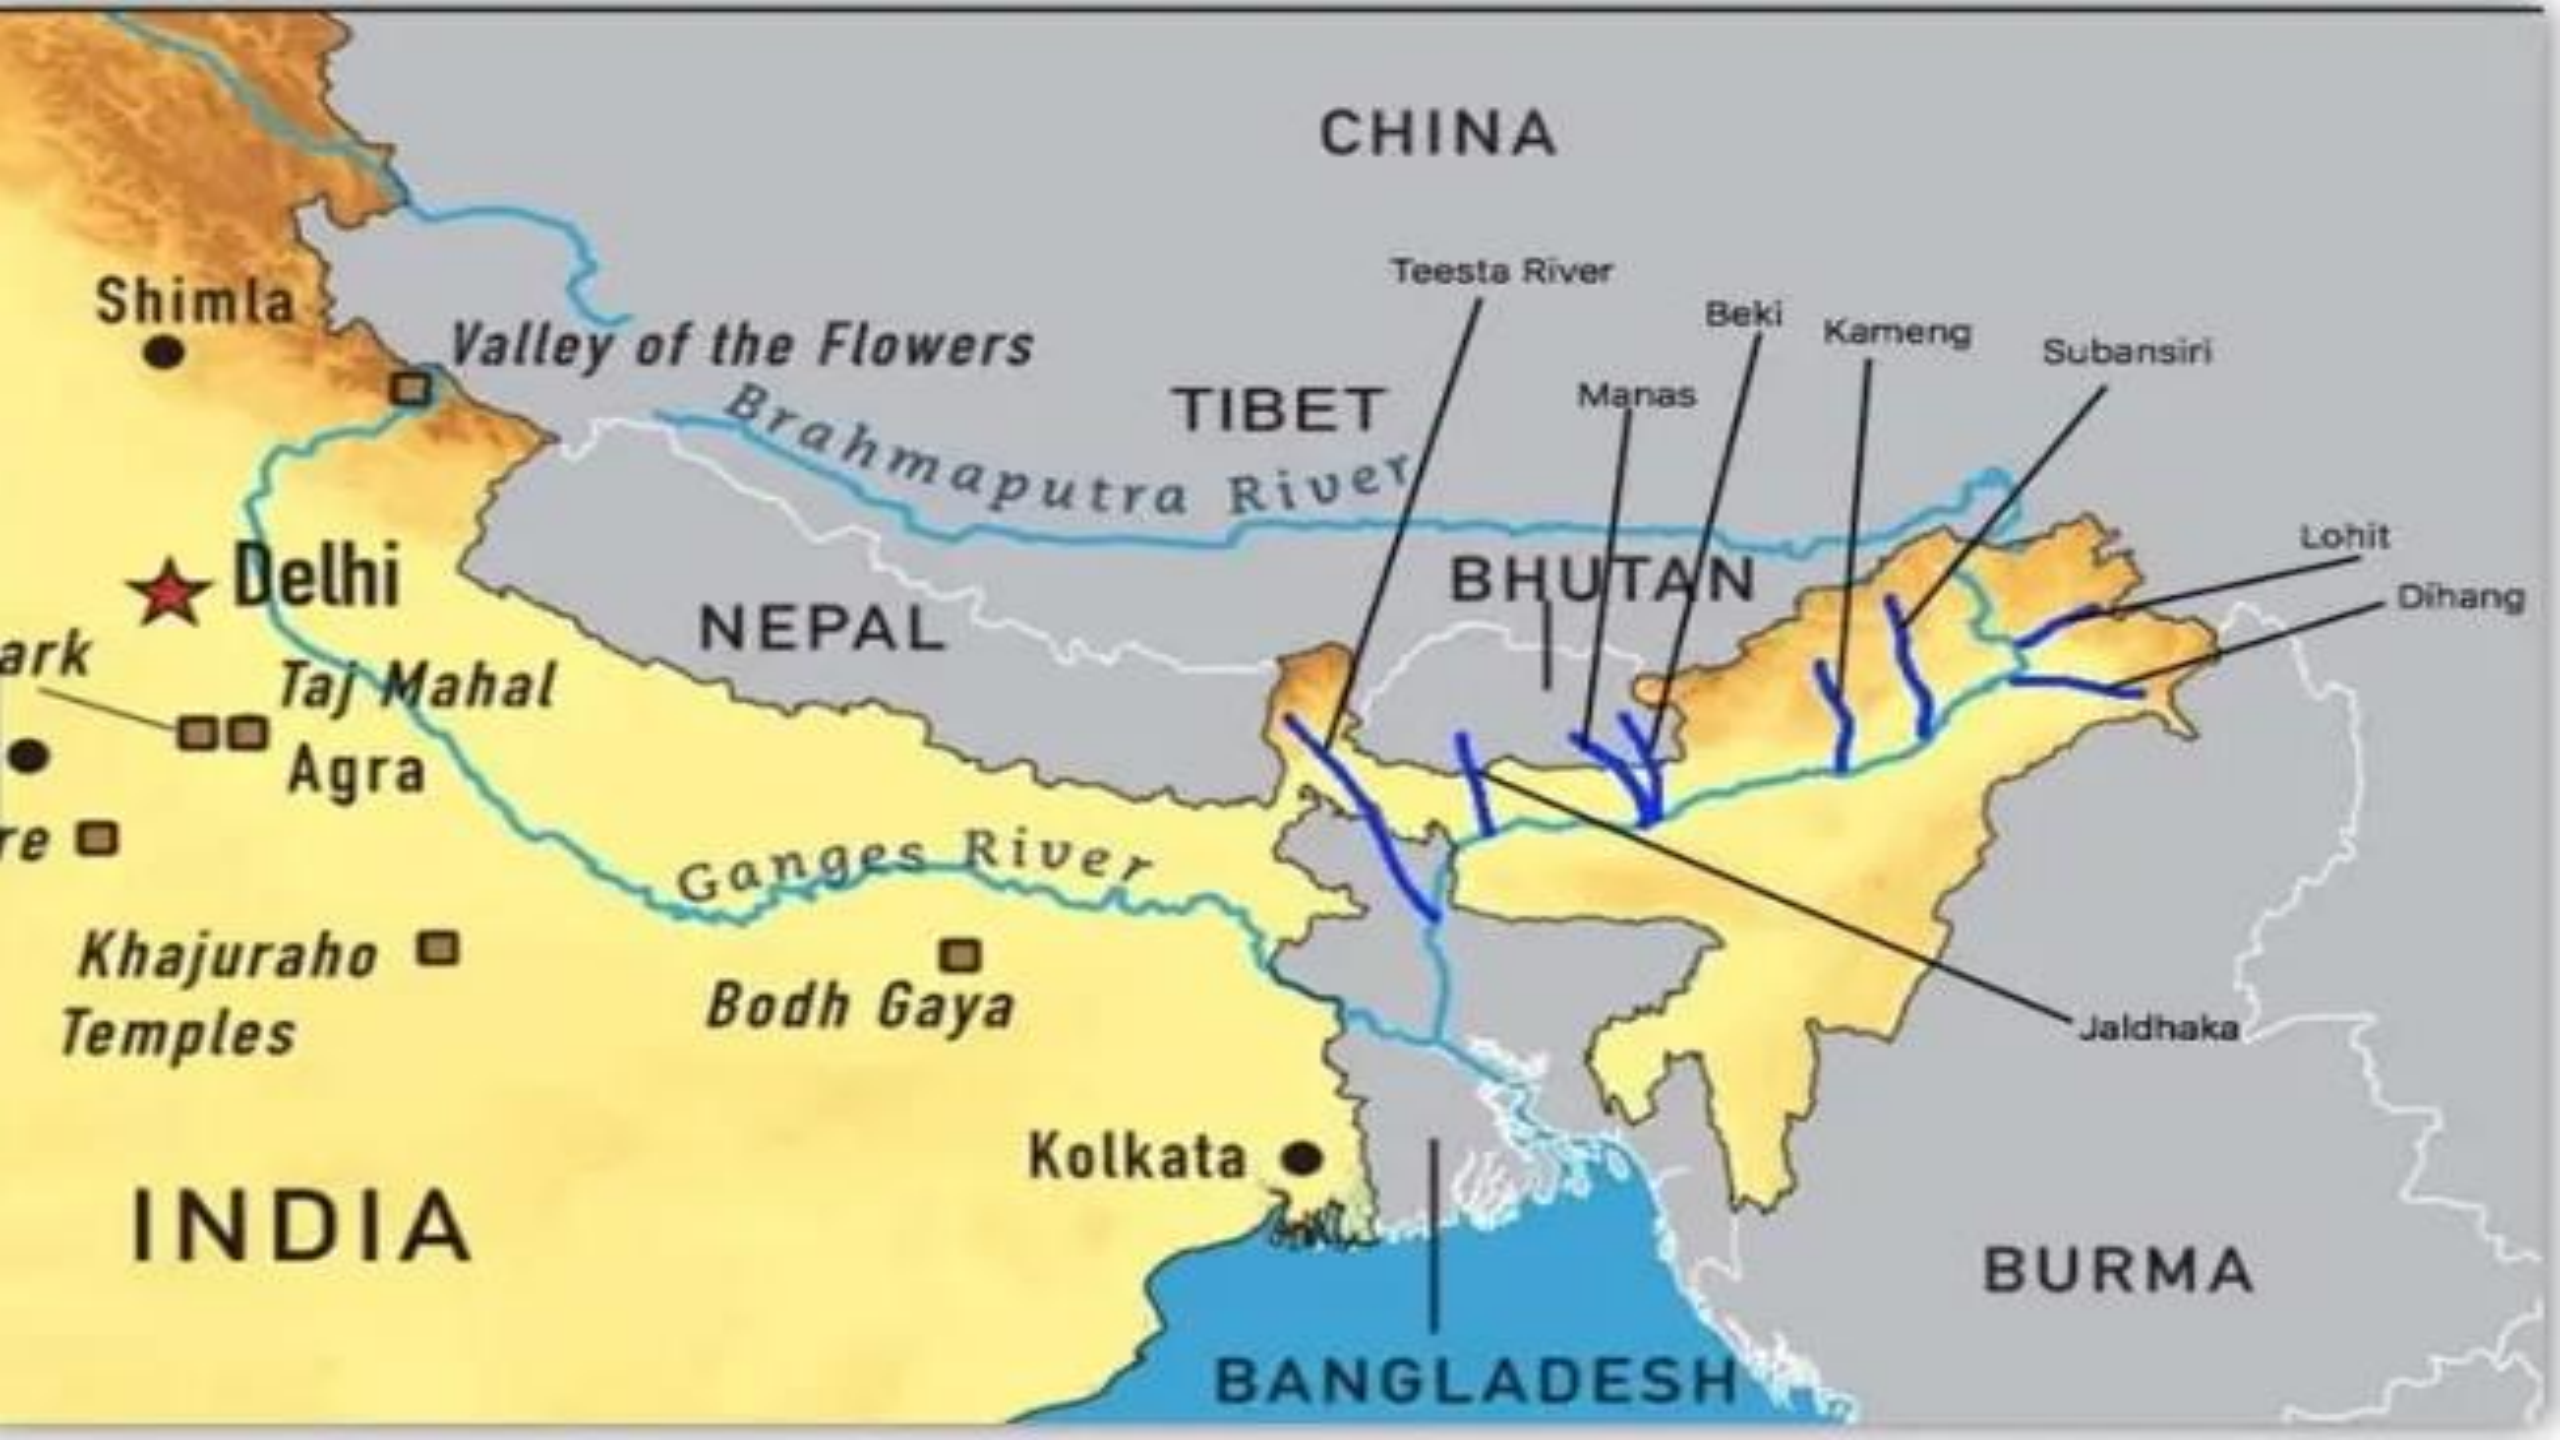 CHINA
Teesta River
Beki
Kameng
Subansiri
Shimla
Valley of the Flowers
Manas
TIBET
Brahmaputra River
Lohit
BHUTAN
Dihang
Delhi
NEPAL
ark
Taj Mahal
Agra
re
Ganges River
Khajuraho
Temples
Bodh Gaya
Jaldhaka
Kolkata
INDIA
BURMA
BANGLADESH